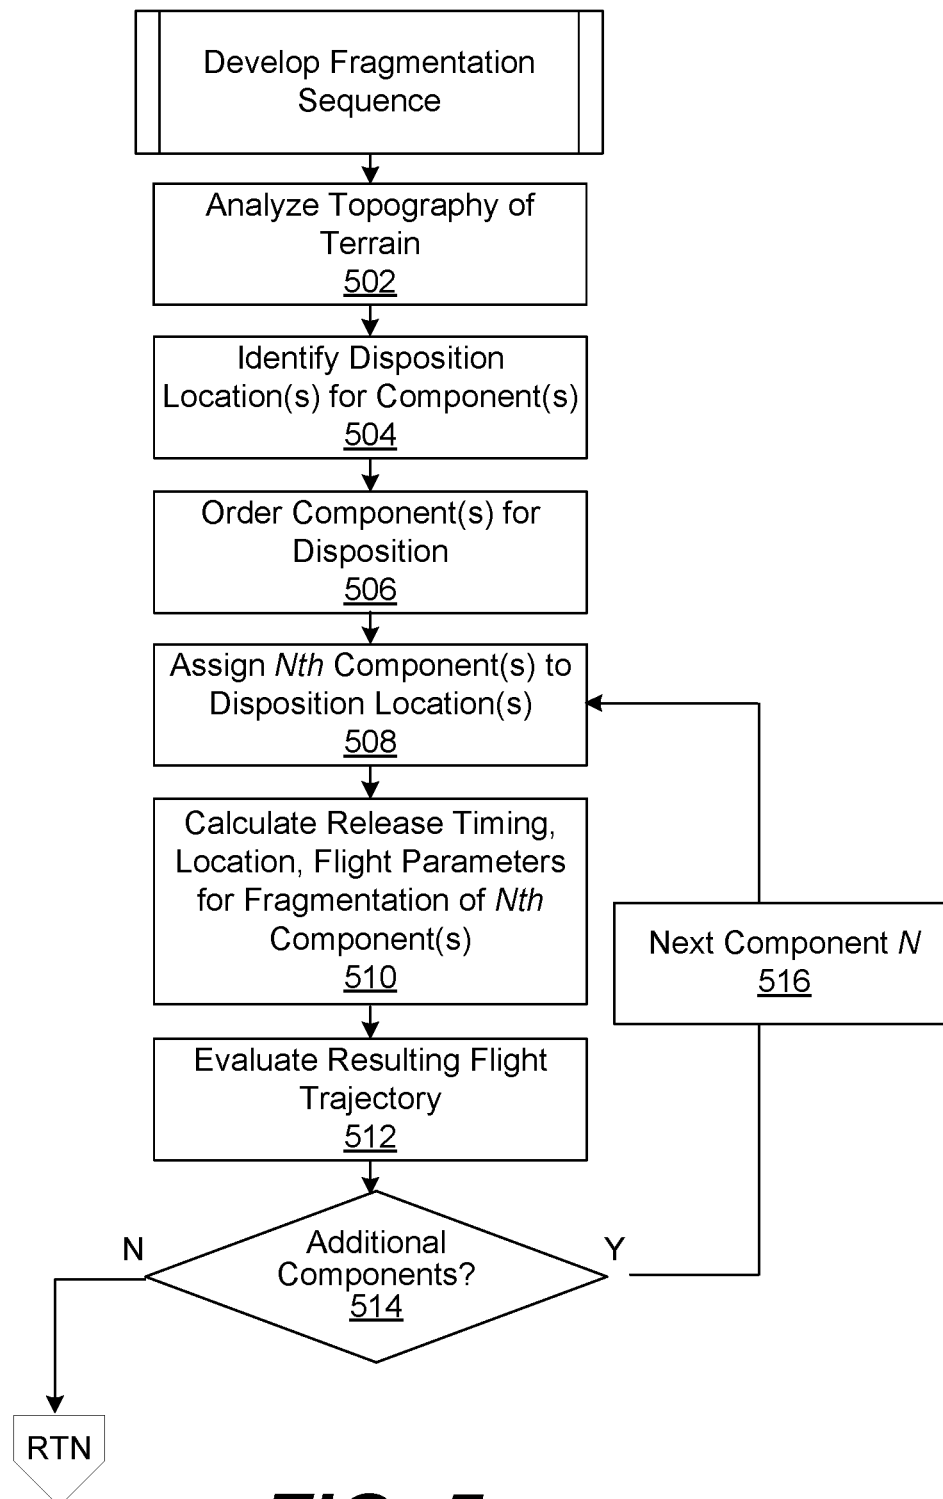 Develop Fragmentation
Sequence
Analyze Topography of
Terrain
502
Identify Disposition
Location(s) for Component(s)
504
Order Component(s) for
Disposition
506
Assign Nth Component(s) to
Disposition Location(s)
508
Calculate Release Timing,
Location, Flight Parameters
for Fragmentation of Nth
Component(s)
510
Next Component N
516
Evaluate Resulting Flight
Trajectory
512
N
Additional
Components?
514
Y
RTN